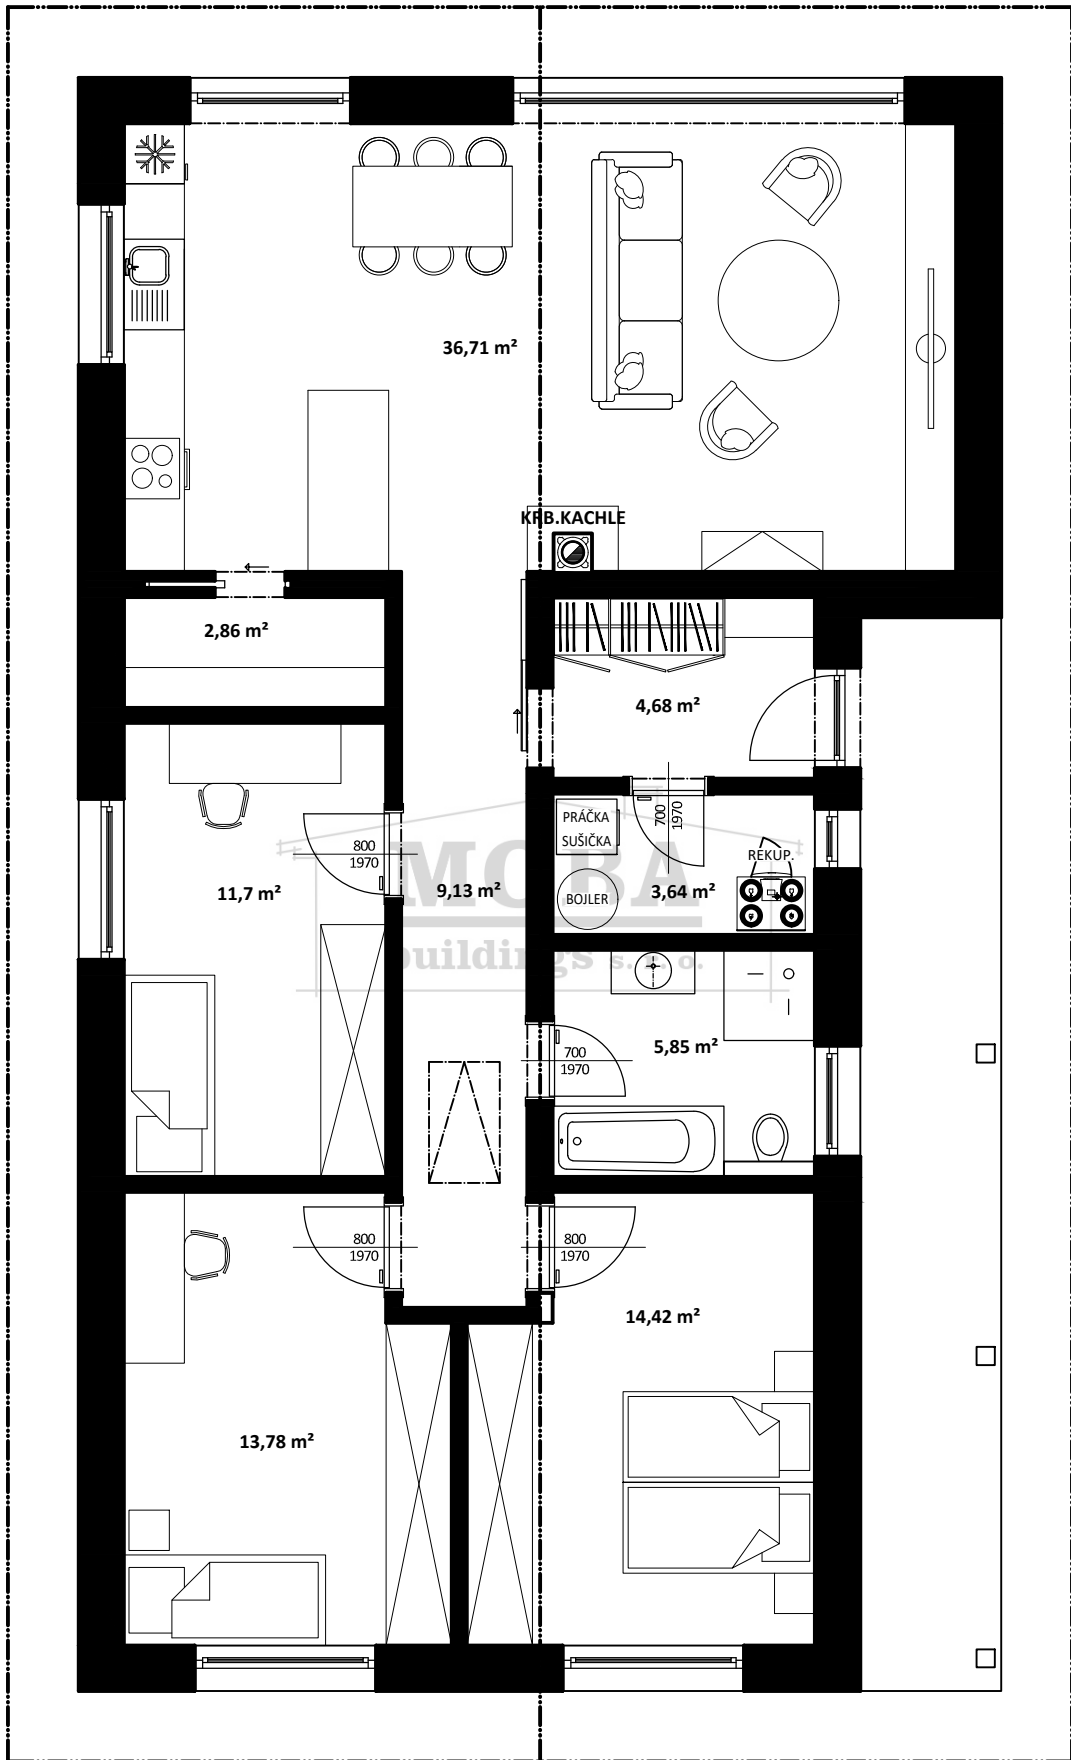 36,71 m²
KRB.KACHLE
2,86 m²
4,68 m²
700
1970
PRÁČKA
SUŠIČKA
REKUP.
800
1970
MOBA
11,7 m²
9,13 m²
3,64 m²
BOJLER
buildings s. r. o.
700
1970
5,85 m²
800
1970
800
1970
14,42 m²
13,78 m²